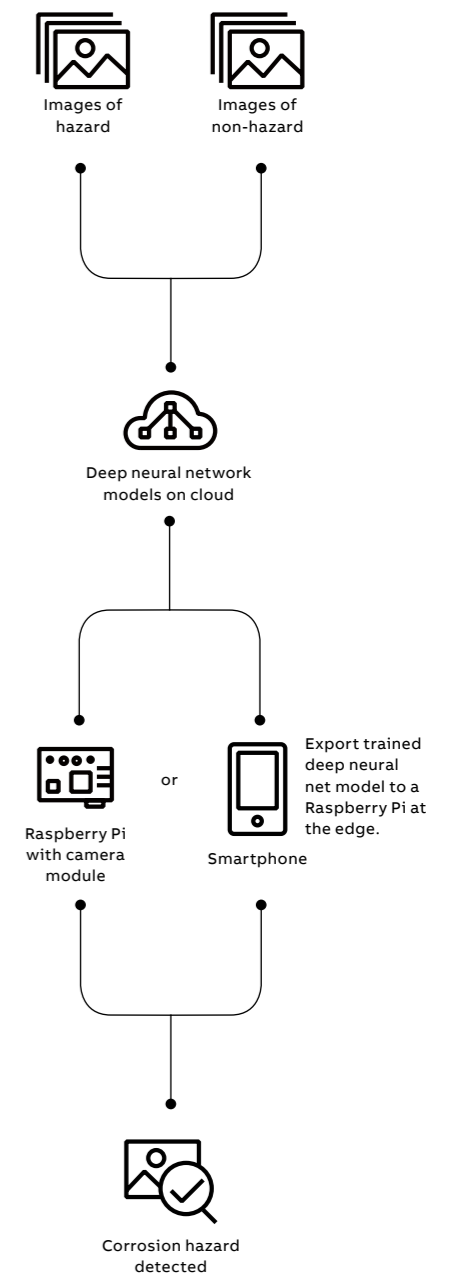 Images of
hazard
Images of
non-hazard
Deep neural network
models on cloud
Raspberry Pi
with camera
module
or
Smartphone
Export trained
deep neural
net model to a
Raspberry Pi at
the edge.
Corrosion hazard
detected